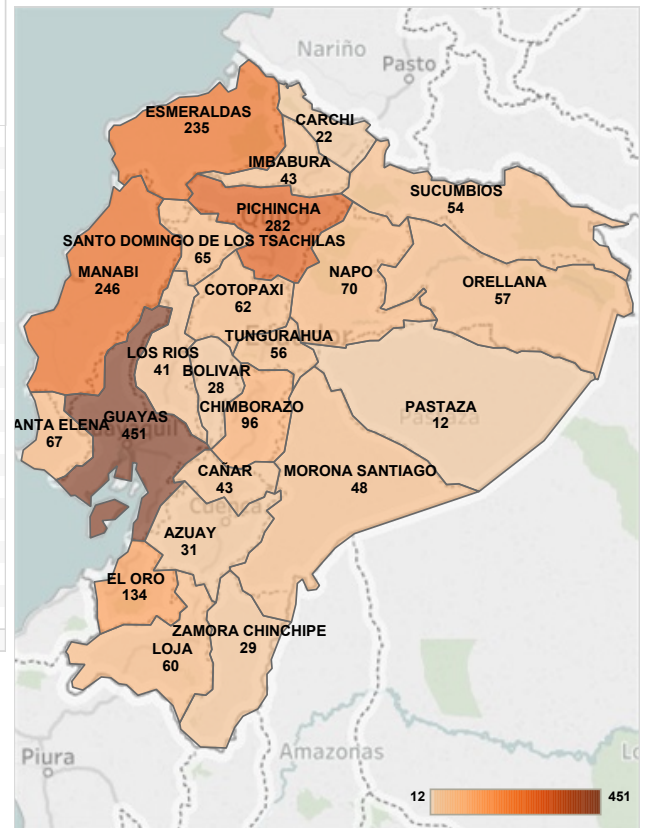 Nariño
Pasto
ESMERALDAS
235
CARCHI
22
IMBABURA
43
SUCUMBIOS
54
PICHINCHA
282
SANTO DOMINGO DE LOS TSACHILAS
65
MANABI
246
NAPO
70
ORELLANA
57
COTOPAXI
62
TUNGURAHUA
56
LOS RIOS
41
BOLIVAR
28
CHIMBORAZO
96
PASTAZA
12
Pastaza
ANTA ELENA
67
GUAYAS
451
CAÑAR
43
MORONA SANTIAGO
48
Cuenca
AZUAY
31
EL ORO
134
ZAMORA CHINCHIPE
29
LOJA
60
Piura
Amazonas
Lo
12
451